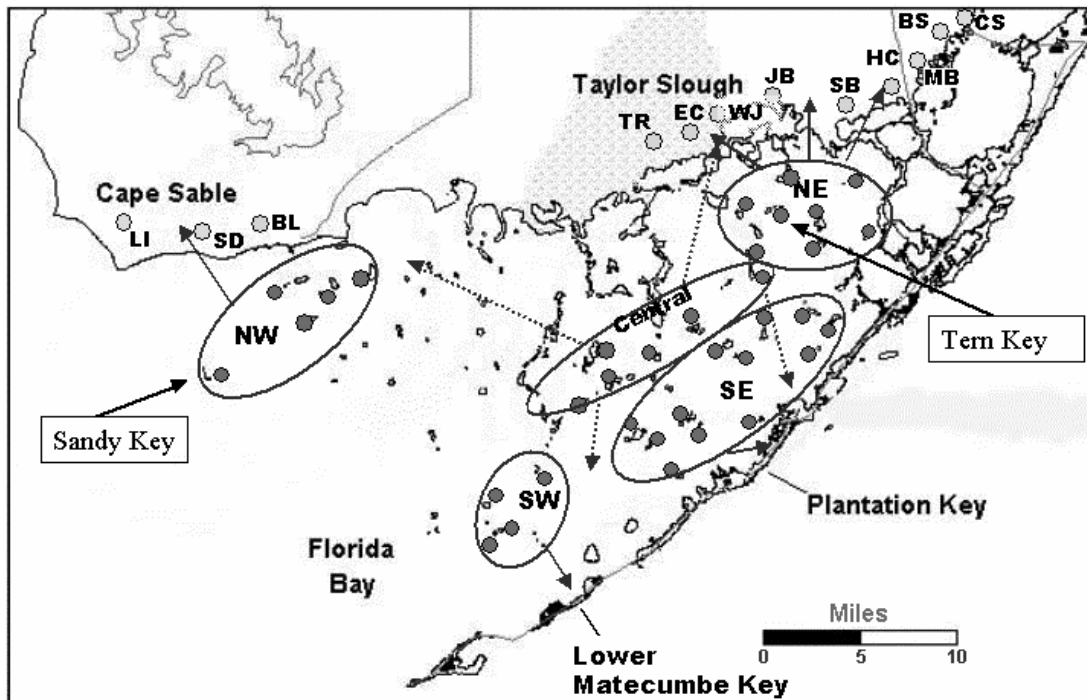 BS
CS
HC
MB
Taylor Slough
JB
SB
TR
EC
WJ
NE
Cape Sable
LI
SD
BL
NW
Central
Tern Key
SE
Sandy Key
SW
Plantation Key
Florida
Bay
Miles
0 5 10
Lower
Matecumbe Key